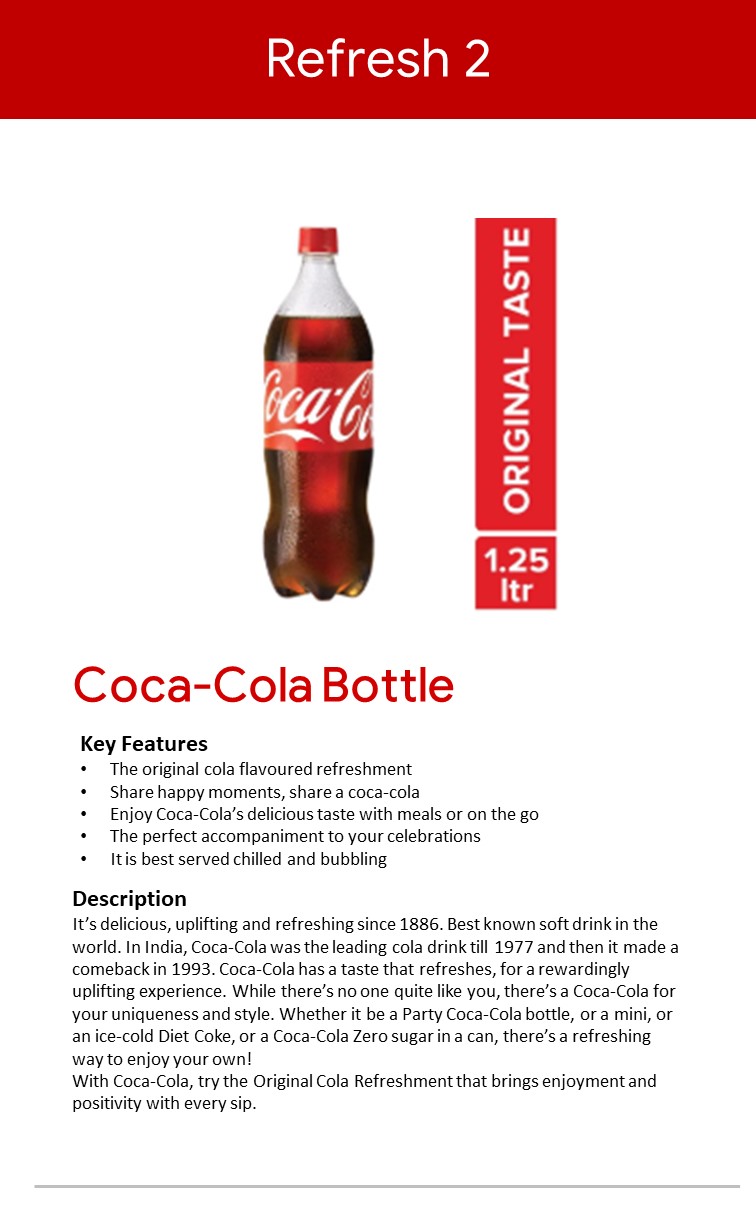 Refresh 2
Coca-Co
ORIGINAL TASTE
1.25
ltr
Coca-Cola Bottle
Key Features
• The original cola flavoured refreshment
• Share happy moments, share a coca-cola
• Enjoy Coca-Cola's delicious taste with meals or on the go
• The perfect accompaniment to your celebrations
• It is best served chilled and bubbling
Description
It's delicious, uplifting and refreshing since 1886. Best known soft drink in the
world. In India, Coca-Cola was the leading cola drink till 1977 and then it made a
comeback in 1993. Coca-Cola has a taste that refreshes, for a rewardingly
uplifting experience. While there's no one quite like you, there's a Coca-Cola for
your uniqueness and style. Whether it be a Party Coca-Cola bottle, or a mini, or
an ice-cold Diet Coke, or a Coca-Cola Zero sugar in a can, there's a refreshing
way to enjoy your own!
With Coca-Cola, try the Original Cola Refreshment that brings enjoyment and
positivity with every sip.